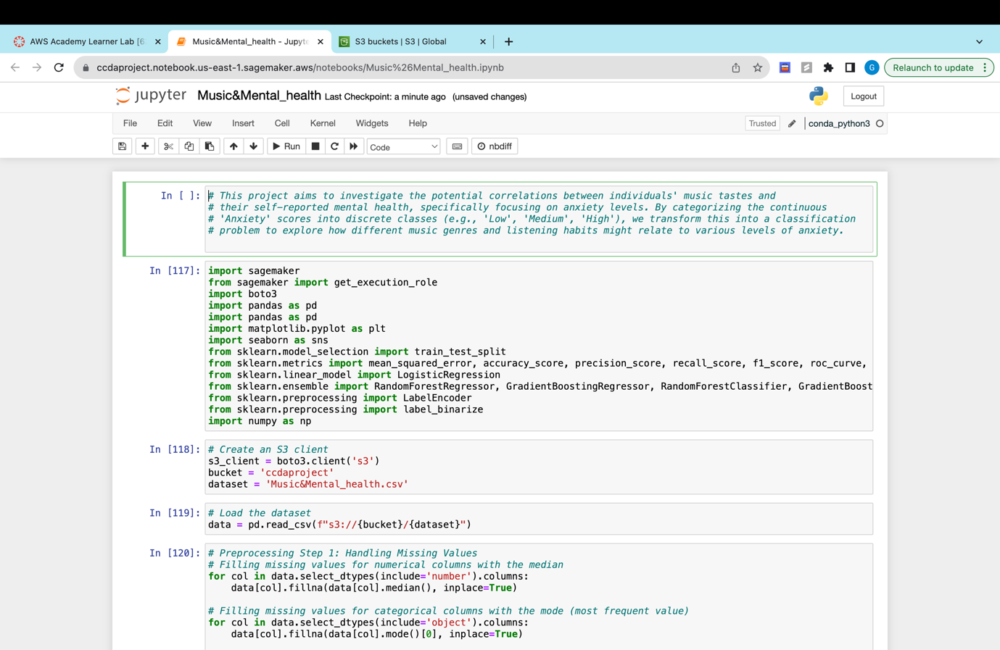 AWS Academy Learner Lab [6
Music&Mental_health - Jupyte
S3 buckets | S3 | Global
ccdaproject.notebook.us-east-1.sagemaker.aws/notebooks/Music%26Mental_health.ipynb
G
Relaunch to update
jupyter Music&Mental_health Last Checkpoint: a minute ago (unsaved changes)
Logout
File Edit View Insert Cell Kernel Widgets Help
Trusted
conda_python3
Run
Code
nbdiff
In [ ]: # This project aims to investigate the potential correlations between individuals' music tastes and
# their self-reported mental health, specifically focusing on anxiety levels. By categorizing the continuous
# 'Anxiety' scores into discrete classes (e.g., 'Low', 'Medium', 'High'), we transform this into a classification
# problem to explore how different music genres and listening habits might relate to various levels of anxiety.
In [117]: import sagemaker
from sagemaker import get_execution_role
import boto3
import pandas as pd
import pandas as pd
import matplotlib.pyplot as plt
import seaborn as sns
from sklearn.model_selection import train_test_split
from sklearn.metrics import mean_squared_error, accuracy_score, precision_score, recall_score, f1_score, roc_curve,
from sklearn.linear_model import LogisticRegression
from sklearn.ensemble import RandomForestRegressor, GradientBoostingRegressor, RandomForestClassifier, GradientBoost
from sklearn.preprocessing import LabelEncoder
from sklearn.preprocessing import label_binarize
import numpy as np
In [118]: # Create an S3 client
s3_client = boto3.client('s3')
bucket = 'ccdaproject'
dataset = 'Music&Mental_health.csv'
In [119]: # Load the dataset
data = pd.read_csv(f"s3://{bucket}/{dataset}")
In [120]: # Preprocessing Step 1: Handling Missing Values
# Filling missing values for numerical columns with the median
for col in data.select_dtypes(include='number').columns:
    data[col].fillna(data[col].median(), inplace=True)
# Filling missing values for categorical columns with the mode (most frequent value)
for col in data.select_dtypes(include='object').columns:
    data[col].fillna(data[col].mode()[0], inplace=True)